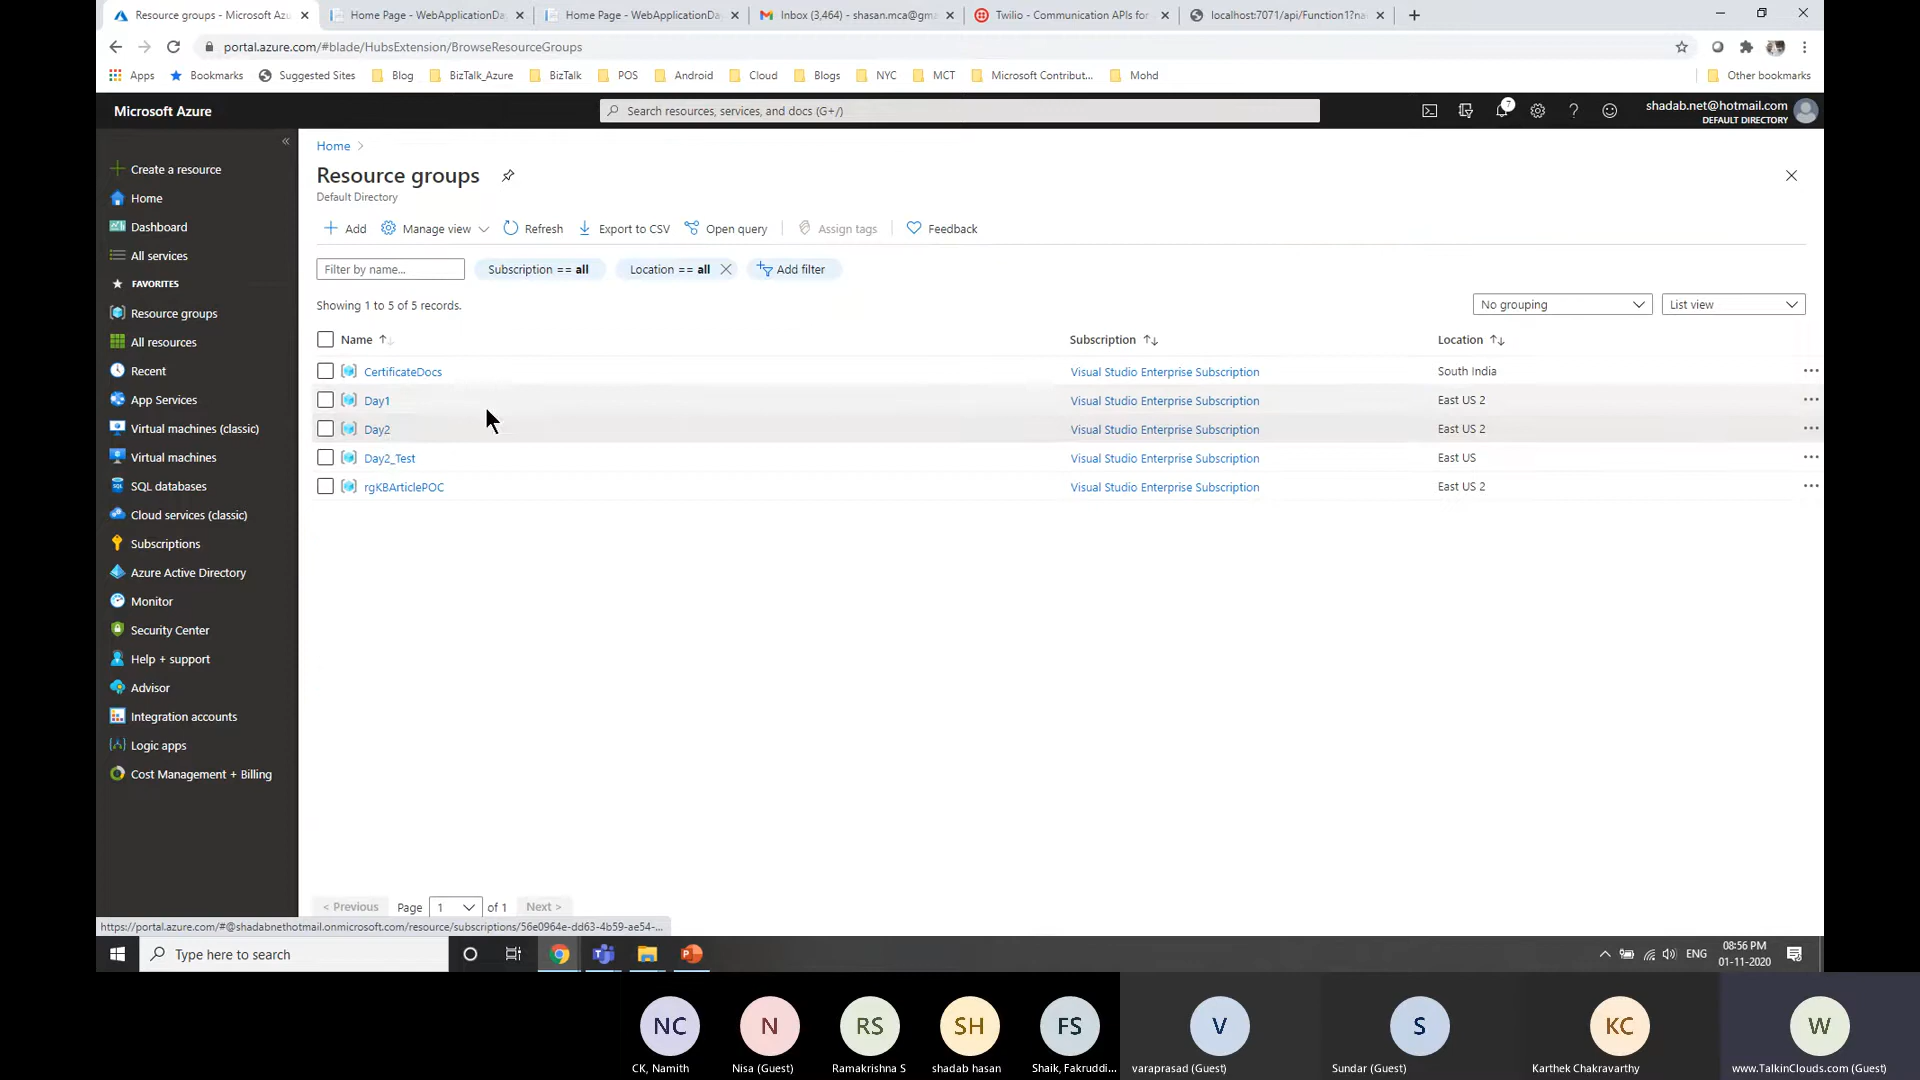 Resource groups - Microsoft Azu
Home Page - WebApplicationDa
Home Page - WebApplicationDa
Inbox (3,464) - shasan.mca@gm
Twilio - Communication APIs for
localhost:7071/api/Function1?na
portal.azure.com/#blade/HubsExtension/BrowseResourceGroups
Apps
Bookmarks
Suggested Sites
Blog
BizTalk_Azure
BizTalk
POS
Android
Cloud
Blogs
NYC
MCT
Microsoft Contribut...
Mohd
Other bookmarks
Microsoft Azure
Search resources, services, and docs (G+/)
7
shadab.net@hotmail.com
DEFAULT DIRECTORY
Create a resource
Home
Dashboard
All services
FAVORITES
Resource groups
All resources
Recent
App Services
Virtual machines (classic)
Virtual machines
SQL databases
Cloud services (classic)
Subscriptions
Azure Active Directory
Monitor
Security Center
Help + support
Advisor
Integration accounts
Logic apps
Cost Management + Billing
Home >
Resource groups
Default Directory
Add
Manage view
Refresh
Export to CSV
Open query
Assign tags
Feedback
Filter by name...
Subscription == all
Location == all
Add filter
Showing 1 to 5 of 5 records.
No grouping
List view
Name
Subscription
Location
CertificateDocs
Visual Studio Enterprise Subscription
South India
Day1
Visual Studio Enterprise Subscription
East US 2
Day2
Visual Studio Enterprise Subscription
East US 2
Day2_Test
Visual Studio Enterprise Subscription
East US
rgKBArticlePOC
Visual Studio Enterprise Subscription
East US 2
< Previous
Page
1
of 1
Next >
https://portal.azure.com/#@shadabnethotmail.onmicrosoft.com/resource/subscriptions/56e0964e-dd63-4b59-ae54-...
Type here to search
ENG
08:56 PM
01-11-2020
NC
N
RS
SH
FS
V
S
KC
W
CK, Namith
Nisa (Guest)
Ramakrishna S
shadab hasan
Shaik, Fakruddi...
varaprasad (Guest)
Sundar (Guest)
Karthek Chakravarthy
www.TalkinClouds.com (Guest)